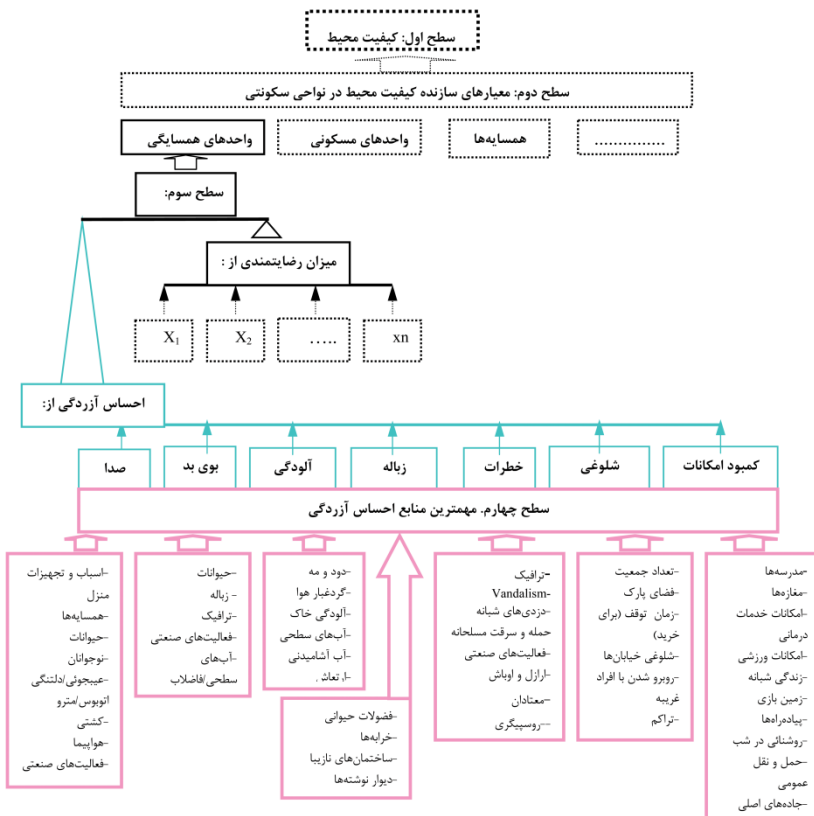 سطح اول: کیفیت محیط
سطح دوم: معیارهای سازنده کیفیت محیط در نواحی سکونتی
واحدهای همسایگی
واحدهای مسکونی
همسایه‌ها
..............
سطح سوم:
میزان رضایتمندی از :
X1
X2
.....
xn
احساس آزردگی از:
صدا
بوی بد
آلودگی
زباله
خطرات
شلوغی
کمبود امکانات
سطح چهارم. مهمترین منابع احساس آزردگی
-اسباب و تجهیزات
منزل
-همسایه‌ها
-حیوانات
-نوجوانان
-عیبجوئی/دلتنگی
اتوبوس/مترو
-کشتی
-هواپیما
-فعالیت‌های صنعتی
-حیوانات
- زباله
-ترافیک
-فعالیت‌های صنعتی
-آب‌های
سطحی/فاضلاب
-دود و مه
-گردغبار هوا
-آلودگی خاک
-آب‌های سطحی
-آب آشامیدنی
-ارتعاش.
-فضولات حیوانی
-خرابه‌ها
-ساختمان‌های نازیبا
-دیوار نوشته‌ها
-ترافیک
-Vandalism
-دزدی‌های شبانه
حمله و سرقت مسلحانه
-فعالیت‌های صنعتی
-ارازل و اوباش
-معتادان
--روسپیگری
-تعداد جمعیت
-فضای پارک
-زمان توقف (برای
خرید)
-شلوغی خیابان‌ها
-روبرو شدن با افراد
غریبه
-تراکم
-مدرسه‌ها
-مغازه‌ها
-امکانات خدمات
درمانی
-امکانات ورزشی
-زندگی شبانه
-زمین بازی
-پیاده‌راه‌ها
-روشنائی در شب
-حمل و نقل
عمومی
-جاده‌های اصلی